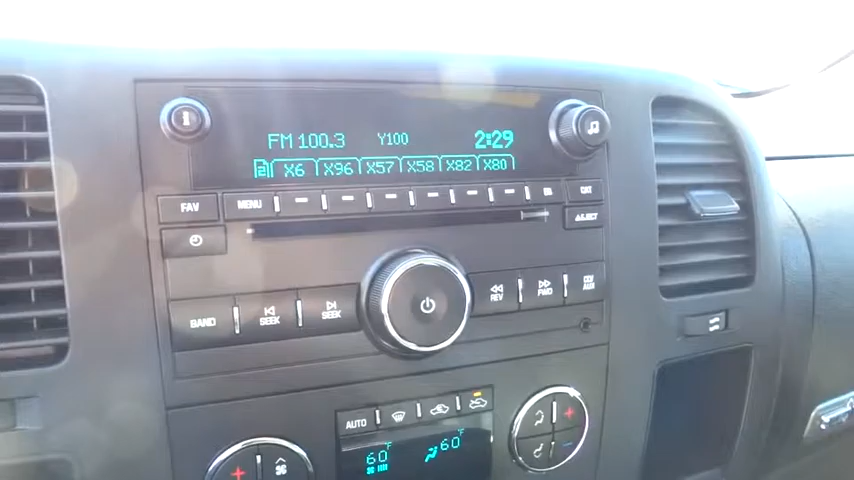 FM 100.3 Y100 2:29
X6 X96 X57 X58 X82 X80
FAV MENU CAT
EJECT
BAND SEEK SEEK REV FWD CD/AUX
AUTO
60°F 60°F